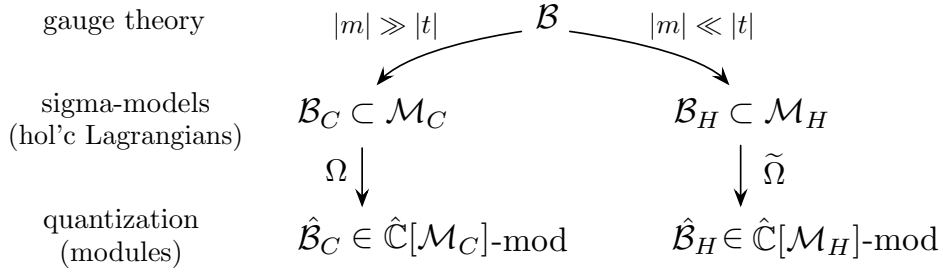 gauge theory |m| ≫ |t| ℬ |m| ≪ |t|
sigma-models
(hol'c Lagrangians) ℬ_C ⊂ ℳ_C ℬ_H ⊂ ℳ_H
Ω Ω̃
quantization
(modules) ℬ̂_C ∈ ℂ̂[ℳ_C]-mod ℬ̂_H ∈ ℂ̂[ℳ_H]-mod